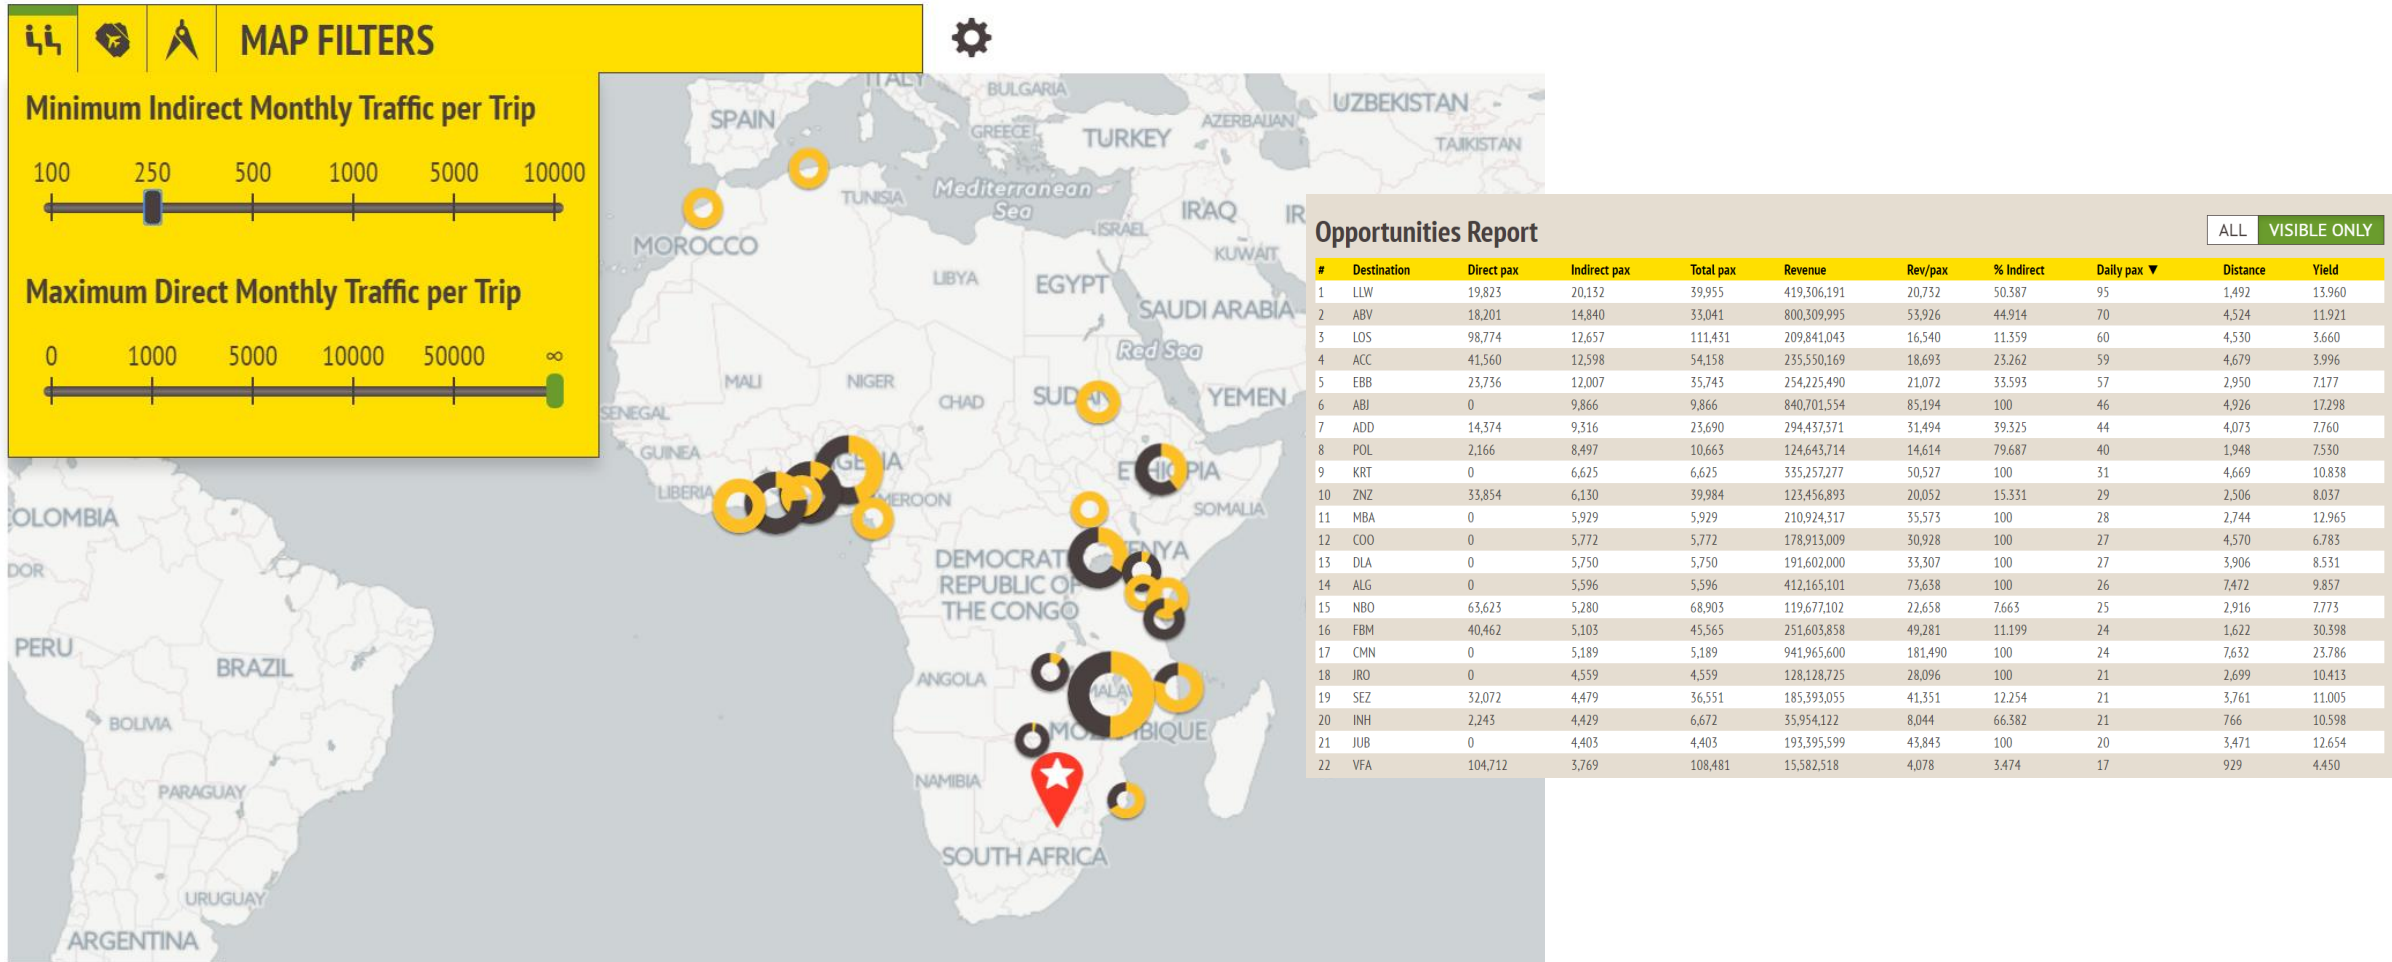 MAP FILTERS
Minimum Indirect Monthly Traffic per Trip
100 250 500 1000 5000 10000
Maximum Direct Monthly Traffic per Trip
0 1000 5000 10000 50000 ∞
ITALY
BULGARIA
UZBEKISTAN
SPAIN
GREECE
TURKEY
AZERBAIJAN
TAJIKISTAN
TUNISIA
Mediterranean
Sea
IRAQ
IR
ISRAEL
MOROCCO
KUWAIT
LIBYA
EGYPT
SAUDI ARABIA
Red Sea
MALI
NIGER
CHAD
SUDAN
YEMEN
SENEGAL
GUINEA
GE IA
ETHIOPIA
LIBERIA
MEROON
SOMALIA
OLOMBIA
DEMOCRATI
REPUBLIC OF
THE CONGO
ENYA
DOR
PERU
BRAZIL
ANGOLA
MALAW
BOLIVIA
MOZAMBIQUE
NAMIBIA
PARAGUAY
SOUTH AFRICA
URUGUAY
ARGENTINA
Opportunities Report
ALL VISIBLE ONLY
# Destination Direct pax Indirect pax Total pax Revenue Rev/pax % Indirect Daily pax ▼ Distance Yield
1 LLW 19,823 20,132 39,955 419,306,191 20,732 50.387 95 1,492 13.960
2 ABV 18,201 14,840 33,041 800,309,995 53,926 44.914 70 4,524 11.921
3 LOS 98,774 12,657 111,431 209,841,043 16,540 11.359 60 4,530 3.660
4 ACC 41,560 12,598 54,158 235,550,169 18,693 23.262 59 4,679 3.996
5 EBB 23,736 12,007 35,743 254,225,490 21,072 33.593 57 2,950 7.177
6 ABJ 0 9,866 9,866 840,701,554 85,194 100 46 4,926 17.298
7 ADD 14,374 9,316 23,690 294,437,371 31,494 39.325 44 4,073 7.760
8 POL 2,166 8,497 10,663 124,643,714 14,614 79.687 40 1,948 7.530
9 KRT 0 6,625 6,625 335,257,277 50,527 100 31 4,669 10.838
10 ZNZ 33,854 6,130 39,984 123,456,893 20,052 15.331 29 2,506 8.037
11 MBA 0 5,929 5,929 210,924,317 35,573 100 28 2,744 12.965
12 COO 0 5,772 5,772 178,913,009 30,928 100 27 4,570 6.783
13 DLA 0 5,750 5,750 191,602,000 33,307 100 27 3,906 8.531
14 ALG 0 5,596 5,596 412,165,101 73,638 100 26 7,472 9.857
15 NBO 63,623 5,280 68,903 119,677,102 22,658 7.663 25 2,916 7.773
16 FBM 40,462 5,103 45,565 251,603,858 49,281 11.199 24 1,622 30.398
17 CMN 0 5,189 5,189 941,965,600 181,490 100 24 7,632 23.786
18 JRO 0 4,559 4,559 128,128,725 28,096 100 21 2,699 10.413
19 SEZ 32,072 4,479 36,551 185,393,055 41,351 12.254 21 3,761 11.005
20 INH 2,243 4,429 6,672 35,954,122 8,044 66.382 21 766 10.598
21 JUB 0 4,403 4,403 193,395,599 43,843 100 20 3,471 12.654
22 VFA 104,712 3,769 108,481 15,582,518 4,078 3.474 17 929 4.450